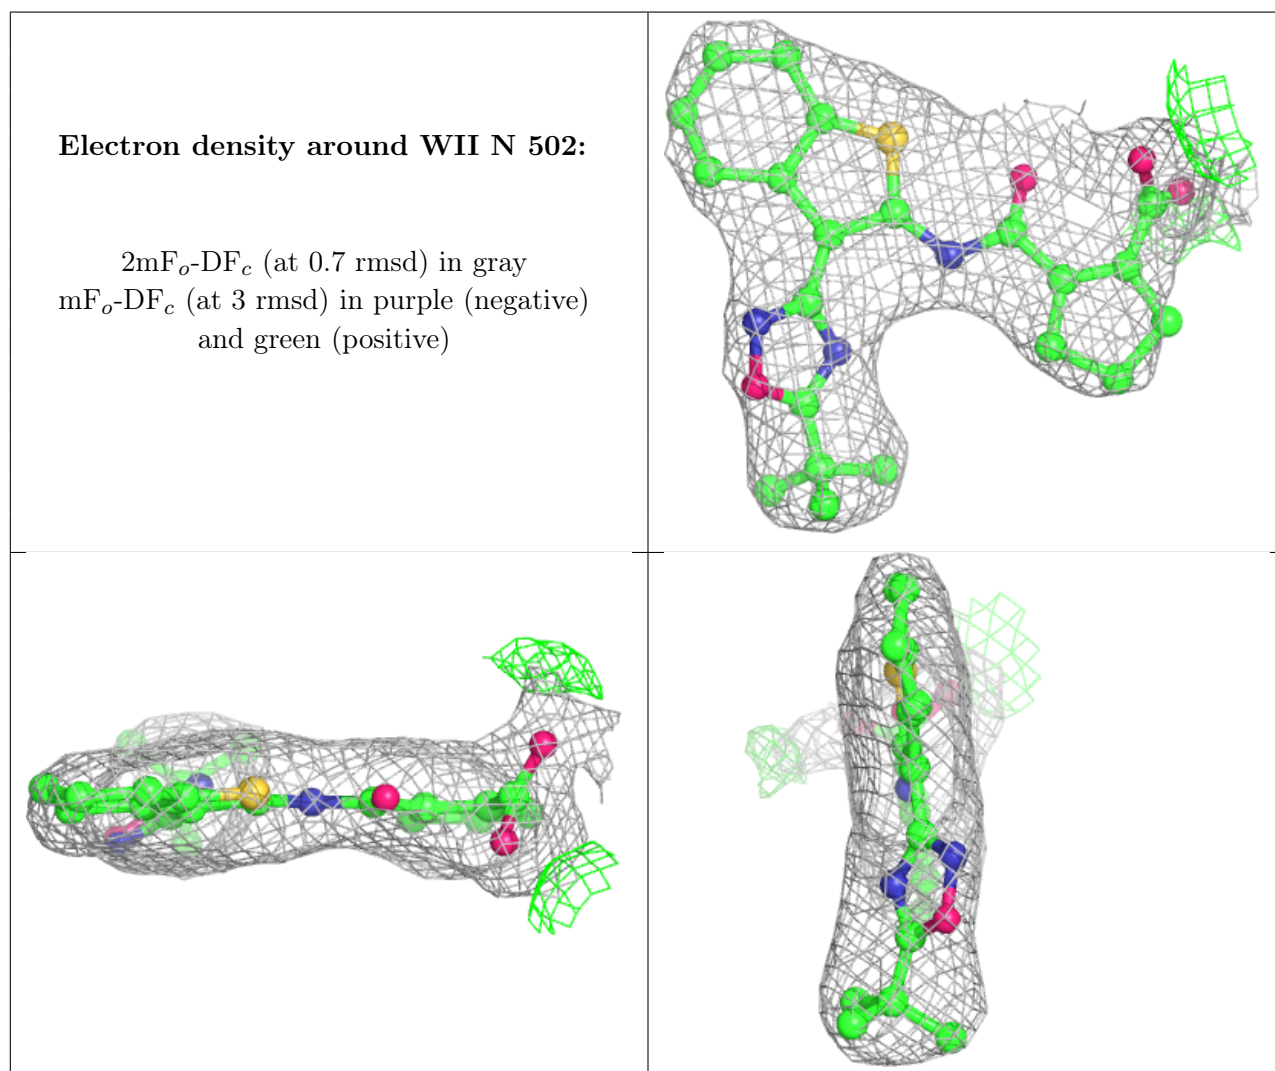 Electron density around WII N 502:
2mFo-DFc (at 0.7 rmsd) in gray
mFo-DFc (at 3 rmsd) in purple (negative)
and green (positive)